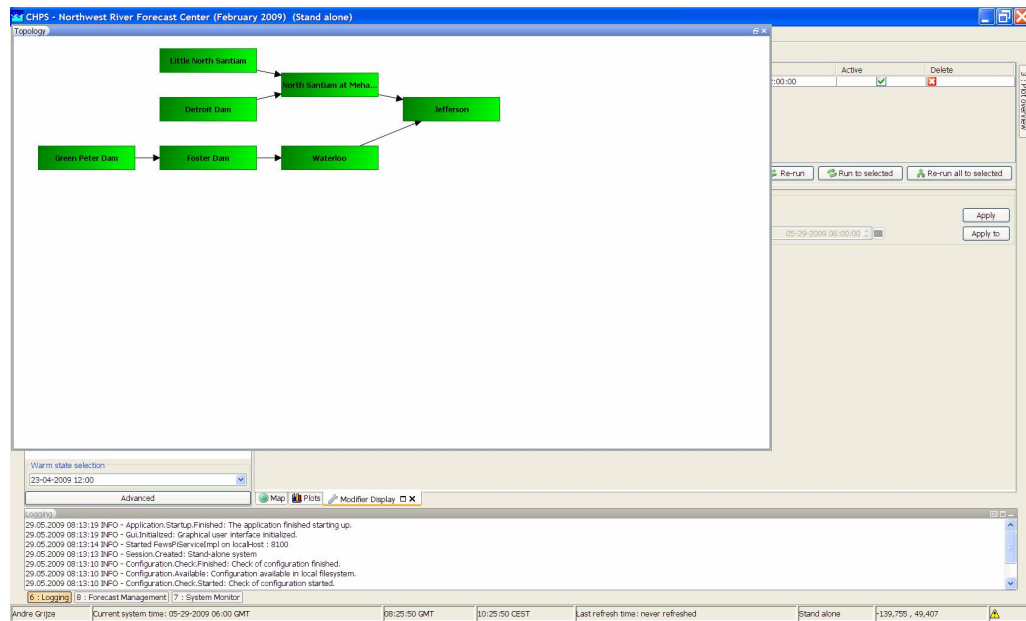 CHPS - Northwest River Forecast Center (February 2009) (Stand alone)
Topology
Little North Santiam
North Santiam at Meha...
Detroit Dam
Jefferson
Green Peter Dam
Foster Dam
Waterloo
Active
Delete
:00:00
3 : Plot overview
Re-run
Run to selected
Re-run all to selected
Apply
05-29-2009 06:00:00
Apply to
Warm state selection
23-04-2009 12:00
Advanced
Map
Plots
Modifier Display
Logging
29.05.2009 08:13:19 INFO - Application.Startup.Finished: The application finished starting up.
29.05.2009 08:13:19 INFO - Gui.Initialized: Graphical user interface initialized.
29.05.2009 08:13:14 INFO - Started FewsPiServiceImpl on localHost : 8100
29.05.2009 08:13:13 INFO - Session.Created: Stand-alone system
29.05.2009 08:13:10 INFO - Configuration.Check.Finished: Check of configuration finished.
29.05.2009 08:13:10 INFO - Configuration.Available: Configuration available in local filesystem.
29.05.2009 08:13:10 INFO - Configuration.Check.Started: Check of configuration started.
6 : Logging
8 : Forecast Management
7 : System Monitor
Andre Grijze
Current system time: 05-29-2009 06:00 GMT
08:25:50 GMT
10:25:50 CEST
Last refresh time: never refreshed
Stand alone
-139,755 , 49,407